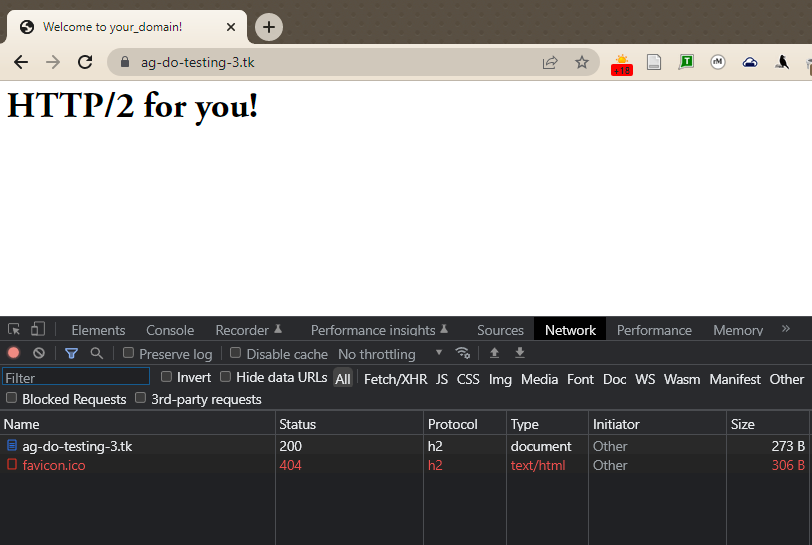 Welcome to your_domain!
ag-do-testing-3.tk
+18
T
rM
HTTP/2 for you!
Elements Console Recorder Performance insights Sources Network Performance Memory »
Preserve log Disable cache No throttling
Filter Invert Hide data URLs All Fetch/XHR JS CSS Img Media Font Doc WS Wasm Manifest Other
Blocked Requests 3rd-party requests
Name Status Protocol Type Initiator Size
ag-do-testing-3.tk 200 h2 document Other 273 B
favicon.ico 404 h2 text/html Other 306 B